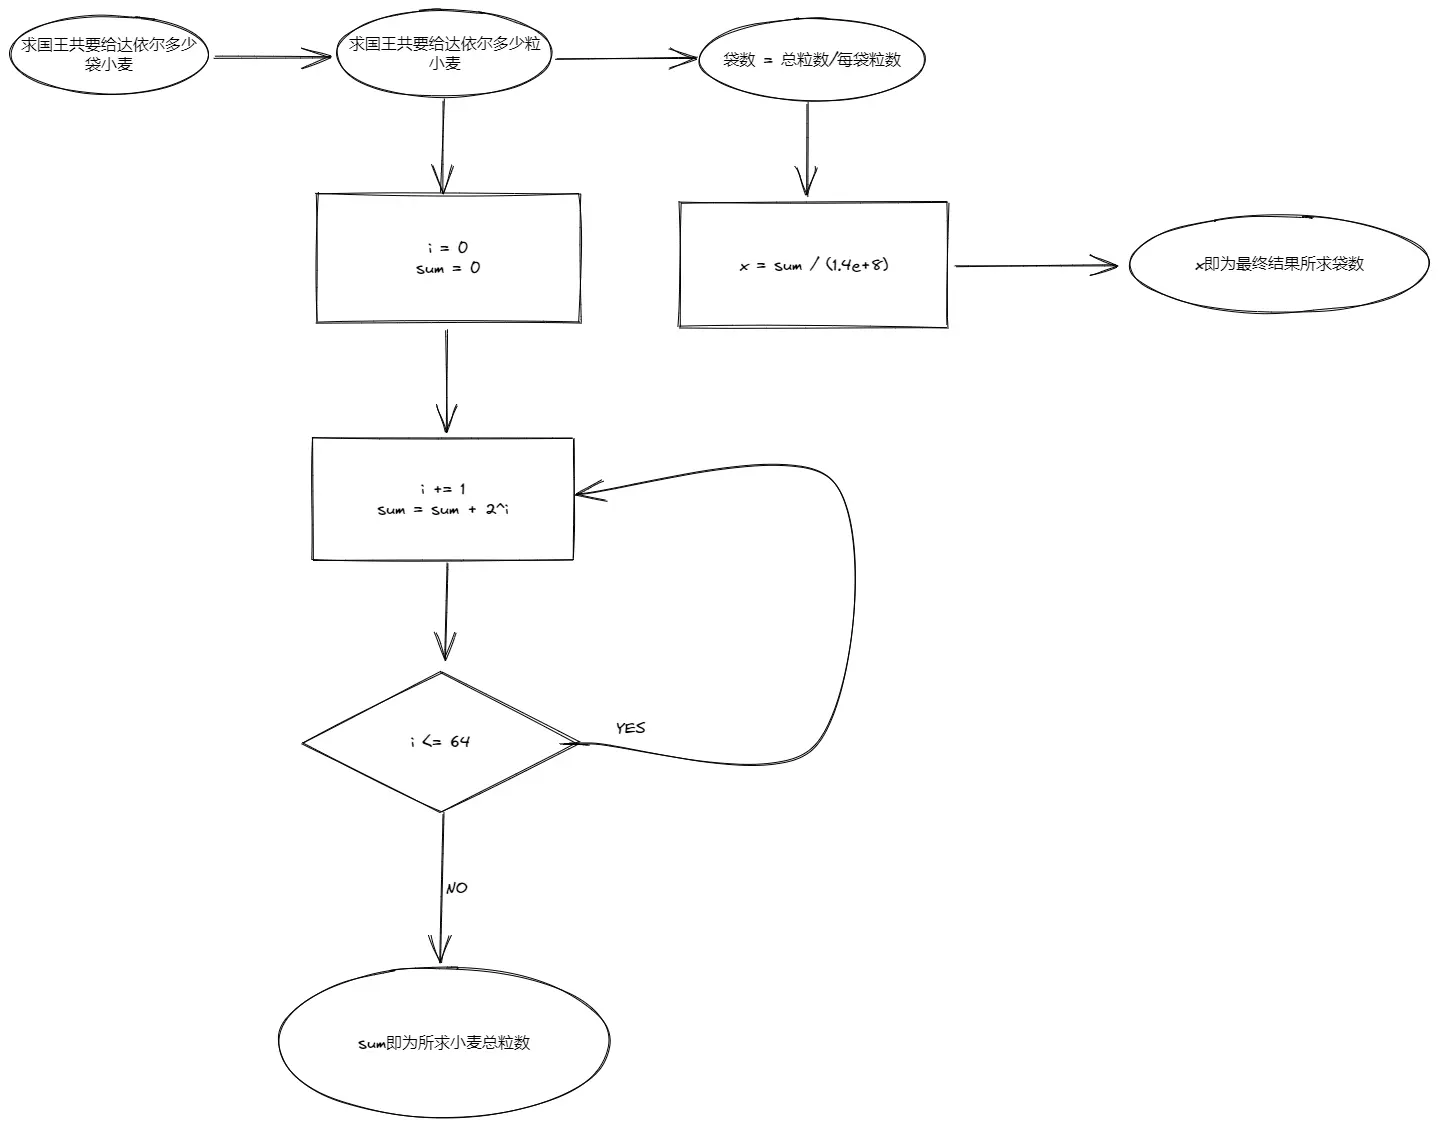 求国王共要给达依尔多少
袋小麦
求国王共要给达依尔多少粒
小麦
袋数 = 总粒数/每袋粒数
i = 0
sum = 0
x = sum / (1.4e+8)
x即为最终结果所求袋数
i += 1
sum = sum + 2^i
i <= 64
YES
NO
sum即为所求小麦总粒数